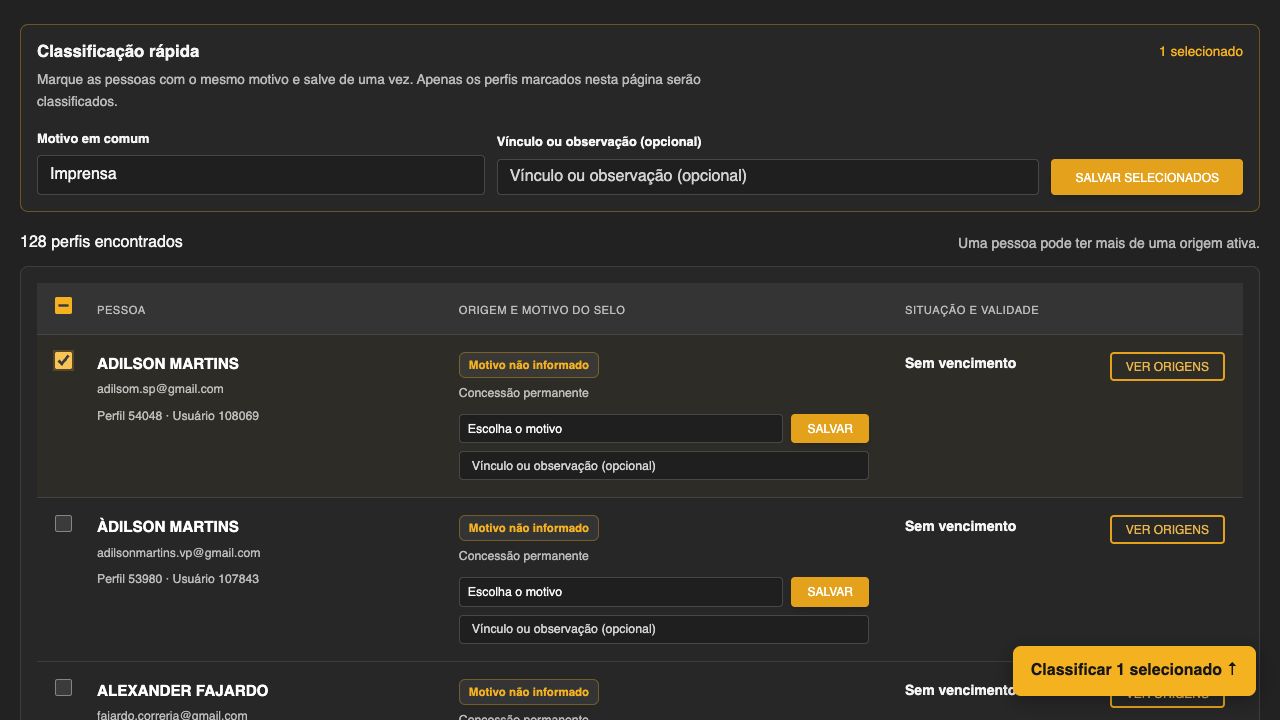 Classificação rápida
1 selecionado
Marque as pessoas com o mesmo motivo e salve de uma vez. Apenas os perfis marcados nesta página serão
classificados.
Motivo em comum
Vínculo ou observação (opcional)
Imprensa
Vínculo ou observação (opcional)
SALVAR SELECIONADOS
128 perfis encontrados
Uma pessoa pode ter mais de uma origem ativa.
PESSOA
ORIGEM E MOTIVO DO SELO
SITUAÇÃO E VALIDADE
ADILSON MARTINS
Motivo não informado
Sem vencimento
VER ORIGENS
adilsom.sp@gmail.com
Concessão permanente
Perfil 54048 · Usuário 108069
Escolha o motivo
SALVAR
Vínculo ou observação (opcional)
ÀDILSON MARTINS
Motivo não informado
Sem vencimento
VER ORIGENS
adilsonmartins.vp@gmail.com
Concessão permanente
Perfil 53980 · Usuário 107843
Escolha o motivo
SALVAR
Vínculo ou observação (opcional)
ALEXANDER FAJARDO
Motivo não informado
Sem vencimento
Classificar 1 selecionado ↑
VER ORIGENS
fajardo.correria@gmail.com
Concessão permanente